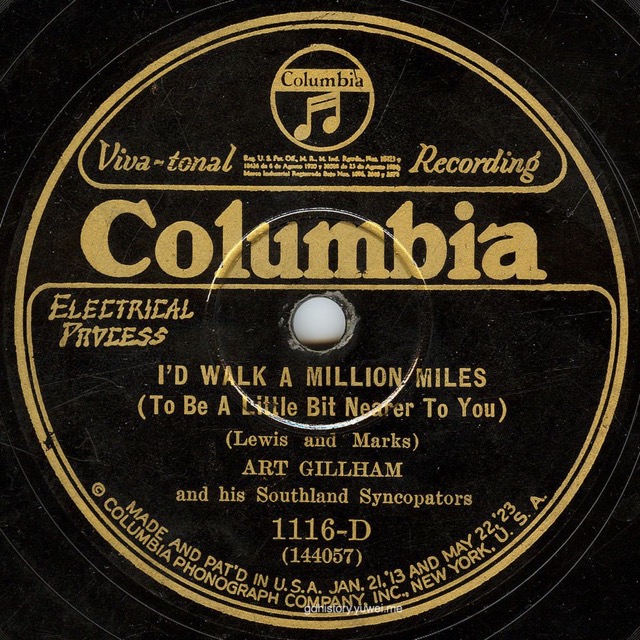 Columbia
Viva-tonal
Recording
Columbia
ELECTRICAL
PROCESS
I'D WALK A MILLION MILES
(To Be A Little Bit Nearer To You)
(Lewis and Marks)
ART GILLHAM
and his Southland Syncopators
1116-D
(144057)
MADE AND PAT'D IN U.S.A. JAN. 21, '13 AND MAY 22, '23
© COLUMBIA PHONOGRAPH COMPANY, INC., NEW YORK, U. S. A.
gohistory.yuwei.me